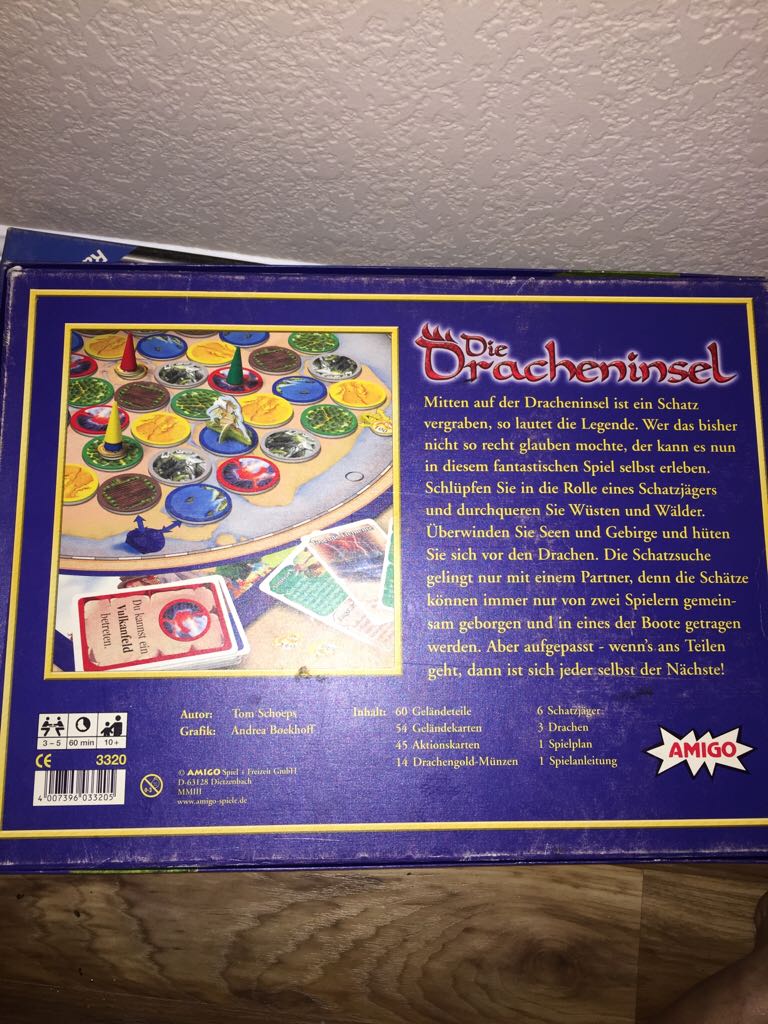 Die
Dracheninsel
Mitten auf der Dracheninsel ist ein Schatz
vergraben, so lautet die Legende. Wer das bisher
nicht so recht glauben mochte, der kann es nun
in diesem fantastischen Spiel selbst erleben.
Schlüpfen Sie in die Rolle eines Schatzjägers
und durchqueren Sie Wüsten und Wälder.
Überwinden Sie Seen und Gebirge und hüten
Sie sich vor den Drachen. Die Schatzsuche
gelingt nur mit einem Partner, denn die Schätze
können immer nur von zwei Spielern gemein-
sam geborgen und in eines der Boote getragen
werden. Aber aufgepasst - wenn's ans Teilen
geht, dann ist sich jeder selbst der Nächste!
Du kannst ein
Vulkanfeld
betreten.
Autor: Tom Schoeps
Grafik: Andrea Boekhoff
Inhalt: 60 Geländeteile
54 Geländekarten
45 Aktionskarten
14 Drachengold-Münzen
6 Schatzjäger
3 Drachen
1 Spielplan
1 Spielanleitung
AMIGO
3 – 5 60 min 10+
CE 3320
4 007396 033205
0-3
© AMIGO Spiel + Freizeit GmbH
D-63128 Dietzenbach
MMIII
www.amigo-spiele.de